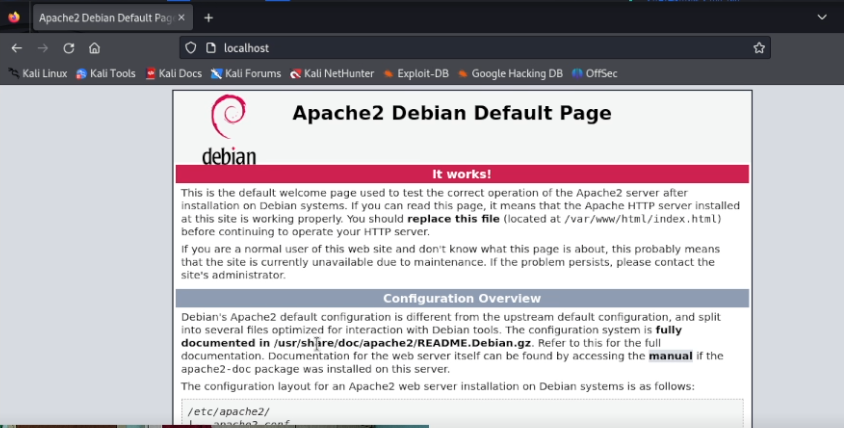 Apache2 Debian Default Pag
localhost
Kali Linux Kali Tools Kali Docs Kali Forums Kali NetHunter Exploit-DB Google Hacking DB OffSec
debian
Apache2 Debian Default Page
It works!
This is the default welcome page used to test the correct operation of the Apache2 server after
installation on Debian systems. If you can read this page, it means that the Apache HTTP server installed
at this site is working properly. You should replace this file (located at /var/www/html/index.html)
before continuing to operate your HTTP server.
If you are a normal user of this web site and don't know what this page is about, this probably means
that the site is currently unavailable due to maintenance. If the problem persists, please contact the
site's administrator.
Configuration Overview
Debian's Apache2 default configuration is different from the upstream default configuration, and split
into several files optimized for interaction with Debian tools. The configuration system is fully
documented in /usr/share/doc/apache2/README.Debian.gz. Refer to this for the full
documentation. Documentation for the web server itself can be found by accessing the manual if the
apache2-doc package was installed on this server.
The configuration layout for an Apache2 web server installation on Debian systems is as follows:
/etc/apache2/
|-- apache2.conf